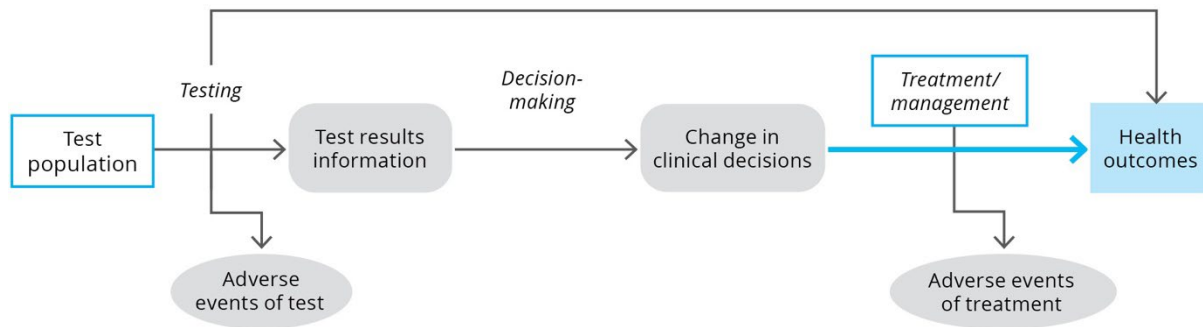 Testing
Decision-
making
Treatment/
management
Test
population
Test results
information
Change in
clinical decisions
Health
outcomes
Adverse
events of test
Adverse events
of treatment